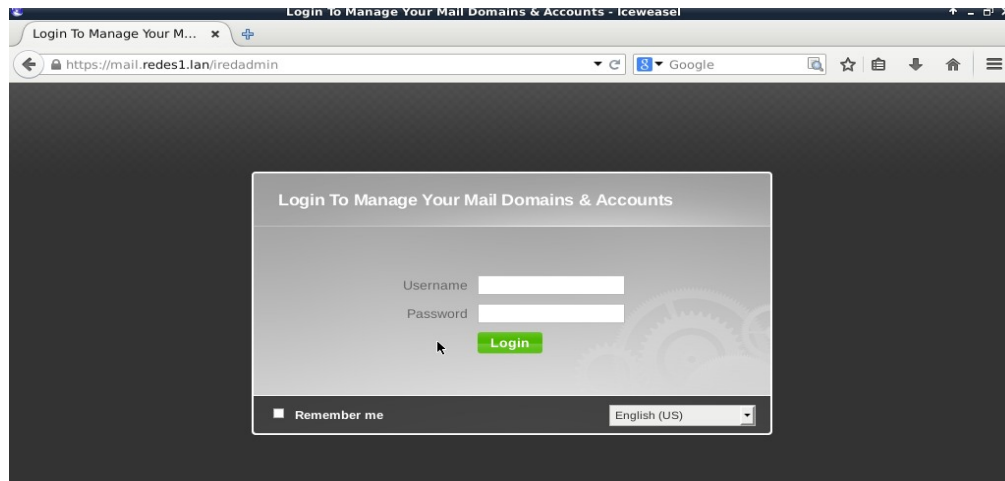 Login To Manage Your Mail Domains & Accounts - Iceweasel
Login To Manage Your M...
https://mail.redes1.lan/iredadmin
Google
Login To Manage Your Mail Domains & Accounts
Username
Password
Login
Remember me
English (US)